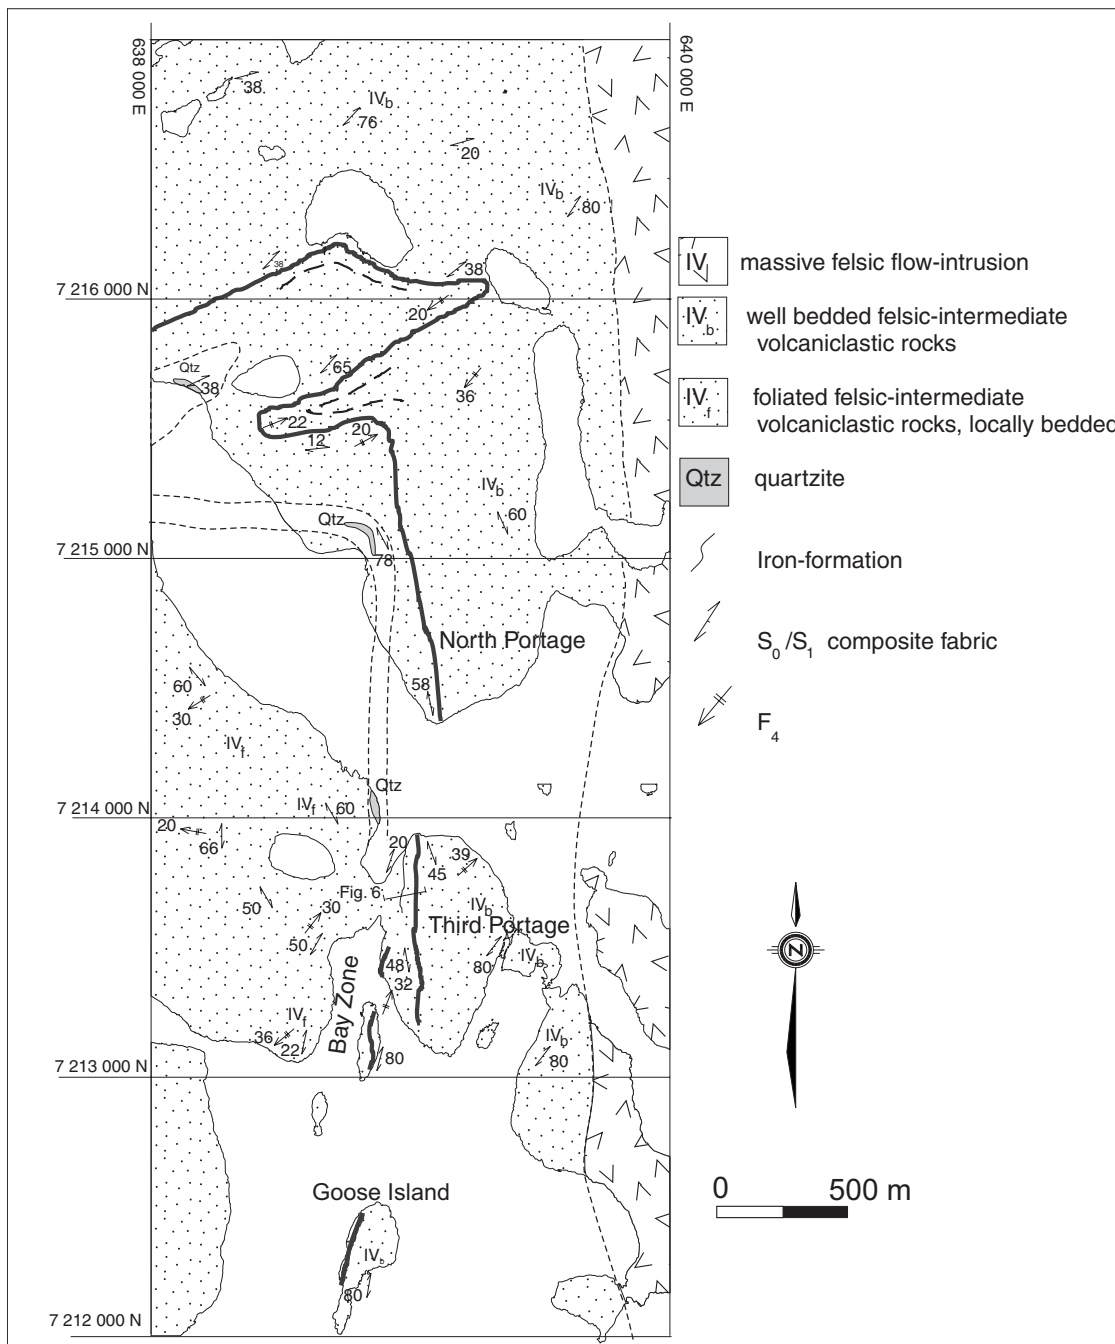 638 000 E
640 000 E
38
IVb
76
20
IVb
80
38
38
7 216 000 N
20
65
Qtz
38
36
22
20
12
IVb
60
Qtz
78
7 215 000 N
North Portage
58
60
30
IVf
Qtz
IVf
60
7 214 000 N
20
66
20
39
45
Fig. 6
50
30
IVb
Third Portage
50
48
80
IVb
32
Bay Zone
IVf
36
22
80
IVb
80
7 213 000 N
Goose Island
IVb
80
7 212 000 N
IV
massive felsic flow-intrusion
IVb
well bedded felsic-intermediate
volcaniclastic rocks
IVf
foliated felsic-intermediate
volcaniclastic rocks, locally bedded
Qtz
quartzite
Iron-formation
S0 /S1 composite fabric
F4
N
0
500 m